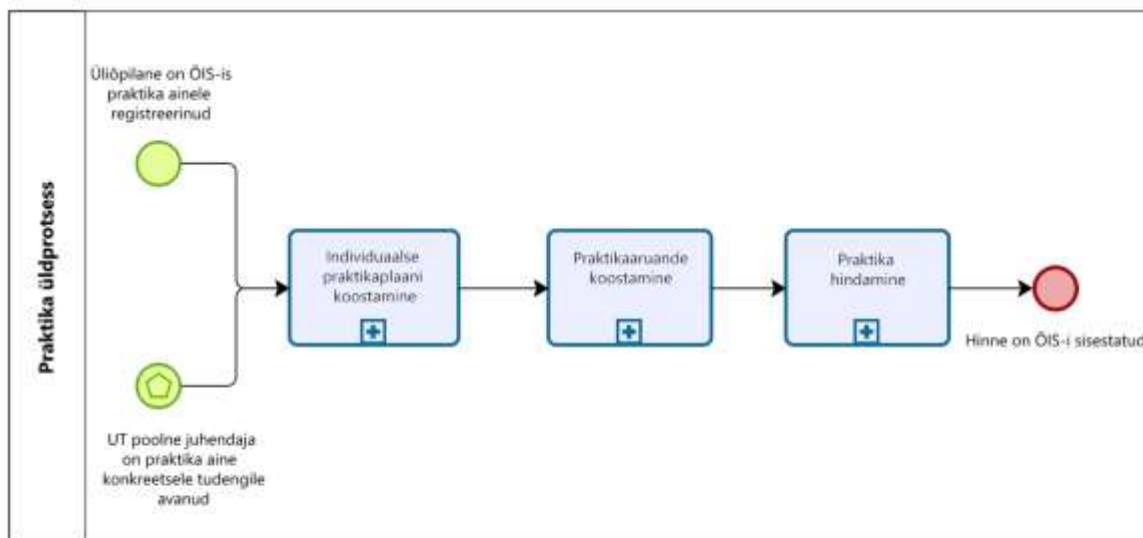 Praktika üldprotsess
Üliõpilane on ÕIS-is
praktika ainele
registreerinud
Individuaalse
praktikaplaani
koostamine
Praktikaaruande
koostamine
Praktika
hindamine
Hinne on ÕIS-i sisestatud
UT poolne juhendaja
on praktika aine
konkreetsele tudengile
avanud